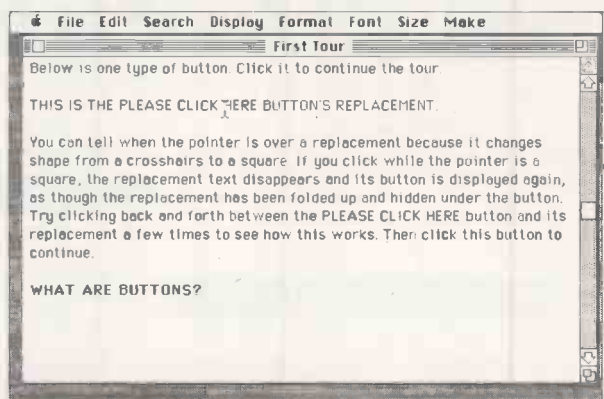 File Edit Search Display Format Font Size Make
First Tour
Below is one type of button. Click it to continue the tour.
THIS IS THE PLEASE CLICK HERE BUTTON'S REPLACEMENT.
You can tell when the pointer is over a replacement because it changes
shape from a crosshairs to a square. If you click while the pointer is a
square, the replacement text disappears and its button is displayed again,
as though the replacement has been folded up and hidden under the button.
Try clicking back and forth between the PLEASE CLICK HERE button and its
replacement a few times to see how this works. Then click this button to
continue.
WHAT ARE BUTTONS?